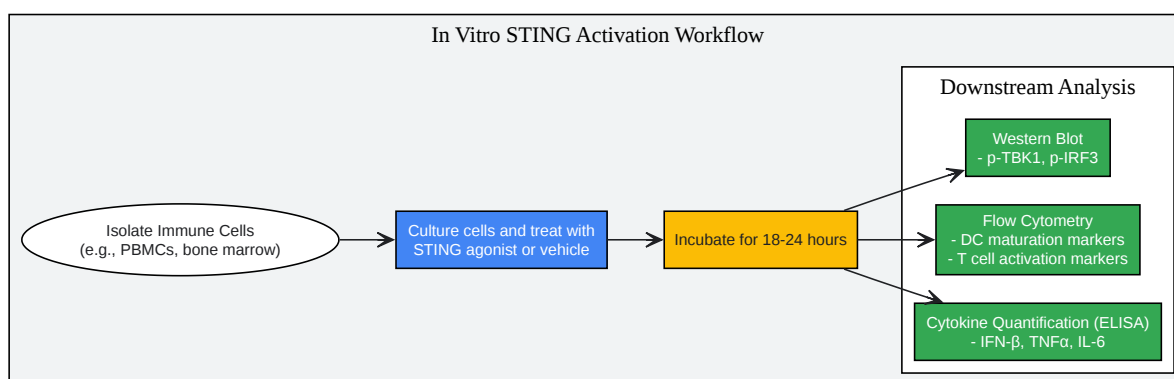 In Vitro STING Activation Workflow
Downstream Analysis
Western Blot
- p-TBK1, p-IRF3
Isolate Immune Cells
(e.g., PBMCs, bone marrow)
Culture cells and treat with
STING agonist or vehicle
Incubate for 18-24 hours
Flow Cytometry
- DC maturation markers
- T cell activation markers
Cytokine Quantification (ELISA)
- IFN-β, TNFα, IL-6